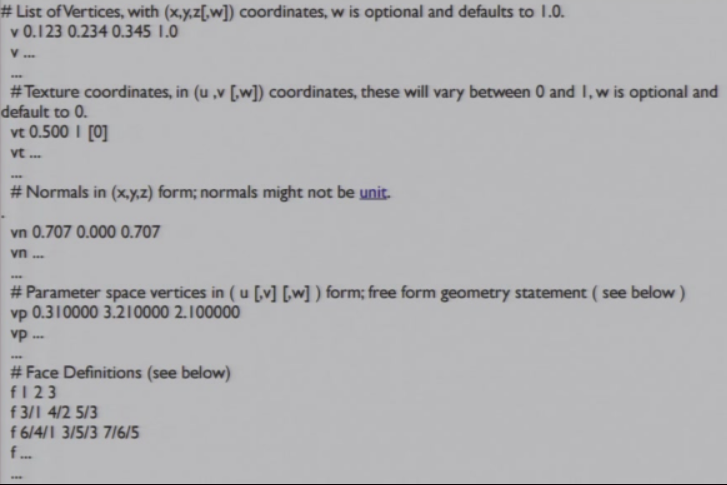 # List of Vertices, with (x,y,z[,w]) coordinates, w is optional and defaults to 1.0.
v 0.123 0.234 0.345 1.0
v ...
...
# Texture coordinates, in (u ,v [,w]) coordinates, these will vary between 0 and 1, w is optional and
default to 0.
vt 0.500 1 [0]
vt ...
...
# Normals in (x,y,z) form; normals might not be unit.
.
vn 0.707 0.000 0.707
vn ...
...
# Parameter space vertices in ( u [,v] [,w] ) form; free form geometry statement ( see below )
vp 0.310000 3.210000 2.100000
vp ...
...
# Face Definitions (see below)
f 1 2 3
f 3/1 4/2 5/3
f 6/4/1 3/5/3 7/6/5
f ...
...